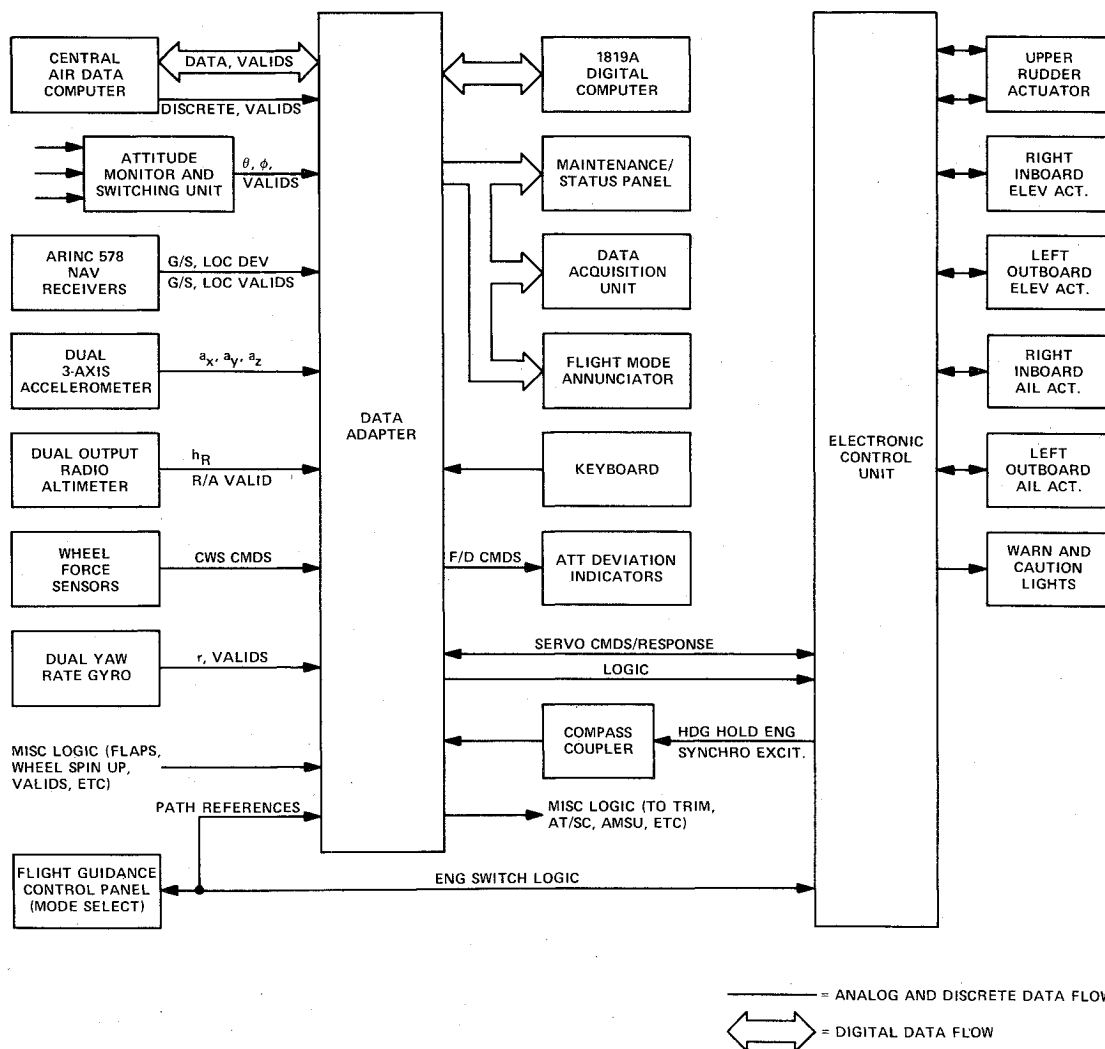 CENTRAL
AIR DATA
COMPUTER
DATA, VALIDS
DISCRETE, VALIDS
ATTITUDE
MONITOR AND
SWITCHING UNIT
θ, ϕ,
VALIDS
ARINC 578
NAV
RECEIVERS
G/S, LOC DEV
G/S, LOC VALIDS
DUAL
3-AXIS
ACCELEROMETER
aₓ, a_y, a_z
DUAL OUTPUT
RADIO
ALTIMETER
h_R
R/A VALID
WHEEL
FORCE
SENSORS
CWS CMDS
DUAL YAW
RATE GYRO
r, VALIDS
MISC LOGIC (FLAPS,
WHEEL SPIN UP,
VALIDS, ETC)
PATH REFERENCES
FLIGHT GUIDANCE
CONTROL PANEL
(MODE SELECT)
ENG SWITCH LOGIC
DATA
ADAPTER
1819A
DIGITAL
COMPUTER
MAINTENANCE/
STATUS PANEL
DATA
ACQUISITION
UNIT
FLIGHT MODE
ANNUNCIATOR
KEYBOARD
F/D CMDS
ATT DEVIATION
INDICATORS
SERVO CMDS/RESPONSE
LOGIC
COMPASS
COUPLER
HDG HOLD ENG
SYNCHRO EXCIT.
MISC LOGIC (TO TRIM,
AT/SC, AMSU, ETC)
ELECTRONIC
CONTROL
UNIT
UPPER
RUDDER
ACTUATOR
RIGHT
INBOARD
ELEV ACT.
LEFT
OUTBOARD
ELEV ACT.
RIGHT
INBOARD
AIL ACT.
LEFT
OUTBOARD
AIL ACT.
WARN AND
CAUTION
LIGHTS
= ANALOG AND DISCRETE DATA FLOW
= DIGITAL DATA FLOW